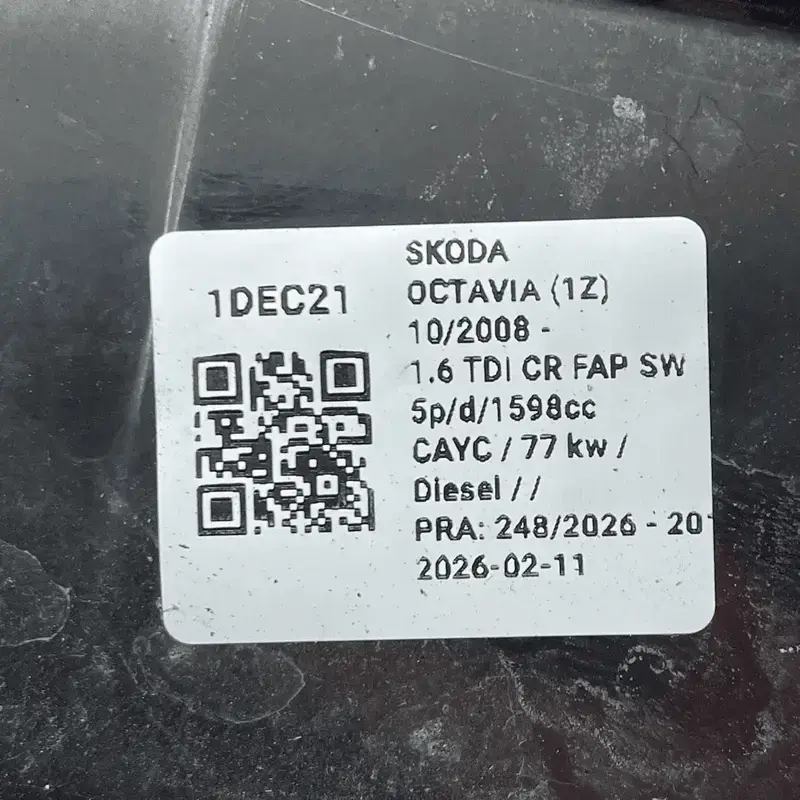 1DEC21
SKODA
OCTAVIA (1Z)
10/2008 -
1.6 TDI CR FAP SW
5p/d/1598cc
CAYC / 77 kw /
Diesel / /
PRA: 248/2026 - 20
2026-02-11